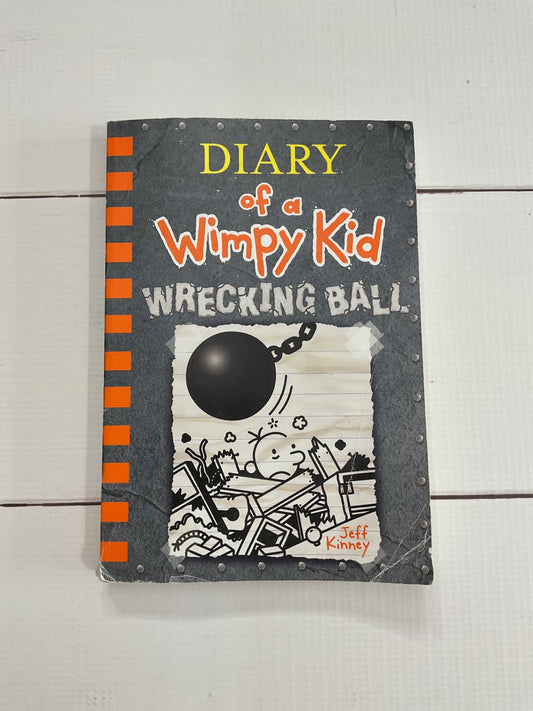 DIARY
of a
Wimpy Kid
WRECKING BALL
Jeff
Kinney